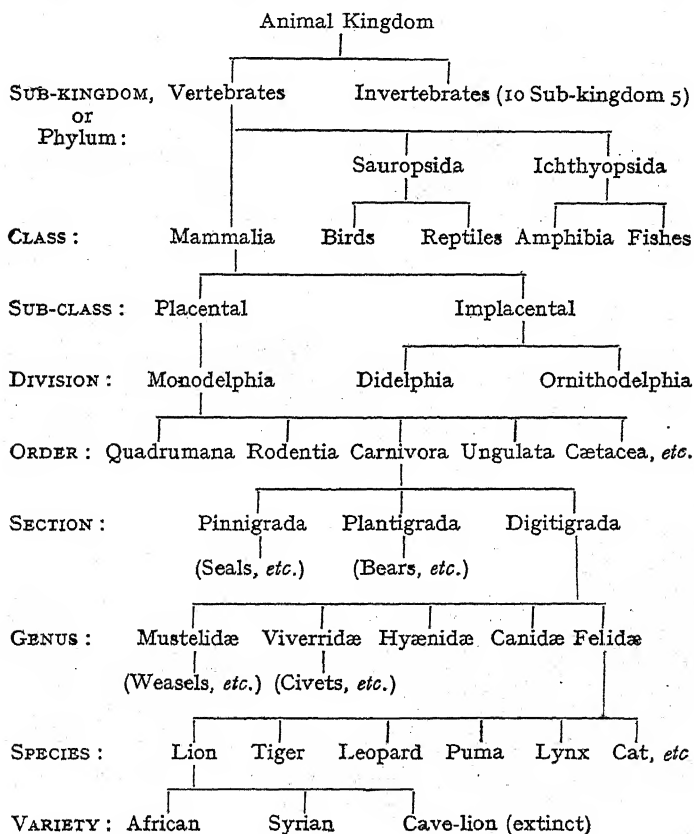 Animal Kingdom
SUB-KINGDOM, Vertebrates Invertebrates (10 Sub-kingdom 5)
or
Phylum:
Sauropsida Ichthyopsida
CLASS: Mammalia Birds Reptiles Amphibia Fishes
SUB-CLASS: Placental Implacental
DIVISION: Monodelphia Didelphia Ornithodelphia
ORDER: Quadrumana Rodentia Carnivora Ungulata Cætacea, etc.
SECTION: Pinnigrada Plantigrada Digitigrada
(Seals, etc.) (Bears, etc.)
GENUS: Mustelidæ Viverridæ Hyænidæ Canidæ Felidæ
(Weasels, etc.) (Civets, etc.)
SPECIES: Lion Tiger Leopard Puma Lynx Cat, etc
VARIETY: African Syrian Cave-lion (extinct)